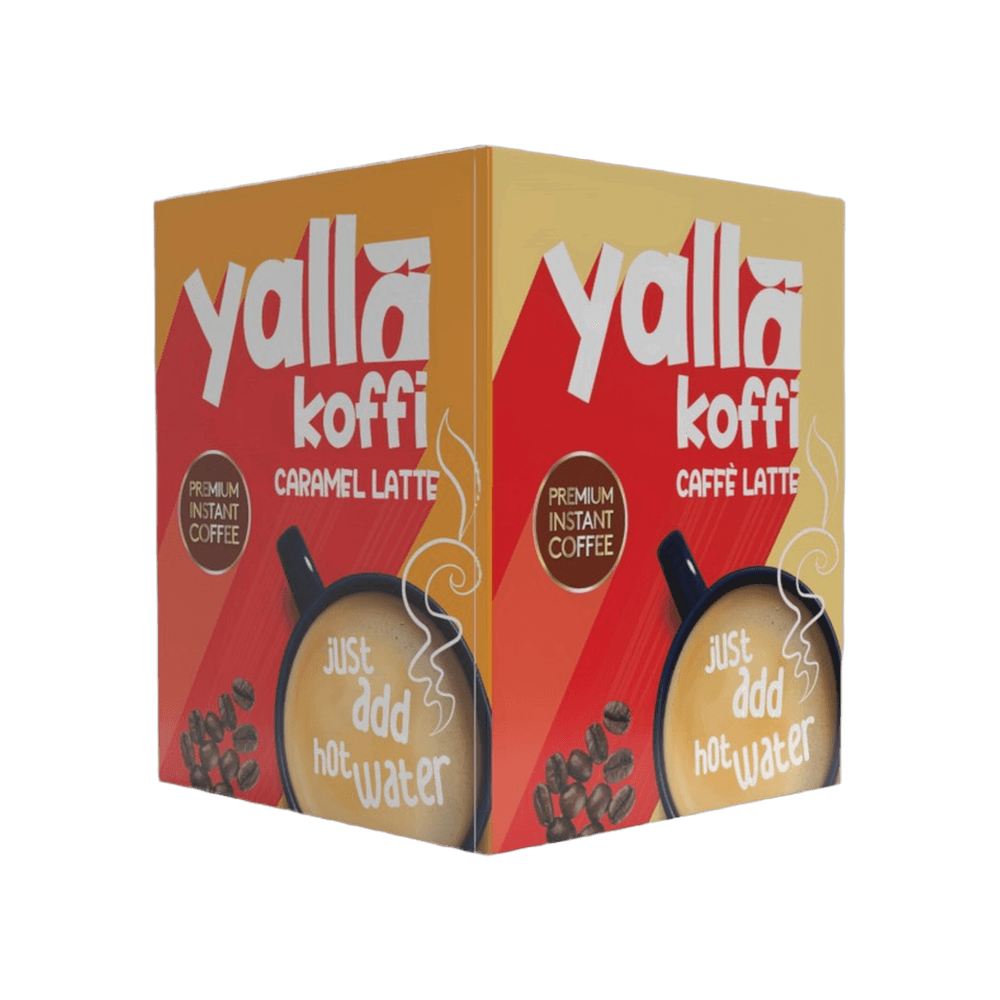 yallā
koffi
CARAMEL LATTE
PREMIUM
INSTANT
COFFEE
just
add
hot water
yallā
koffi
CAFFÈ LATTE
PREMIUM
INSTANT
COFFEE
just
add
hot water